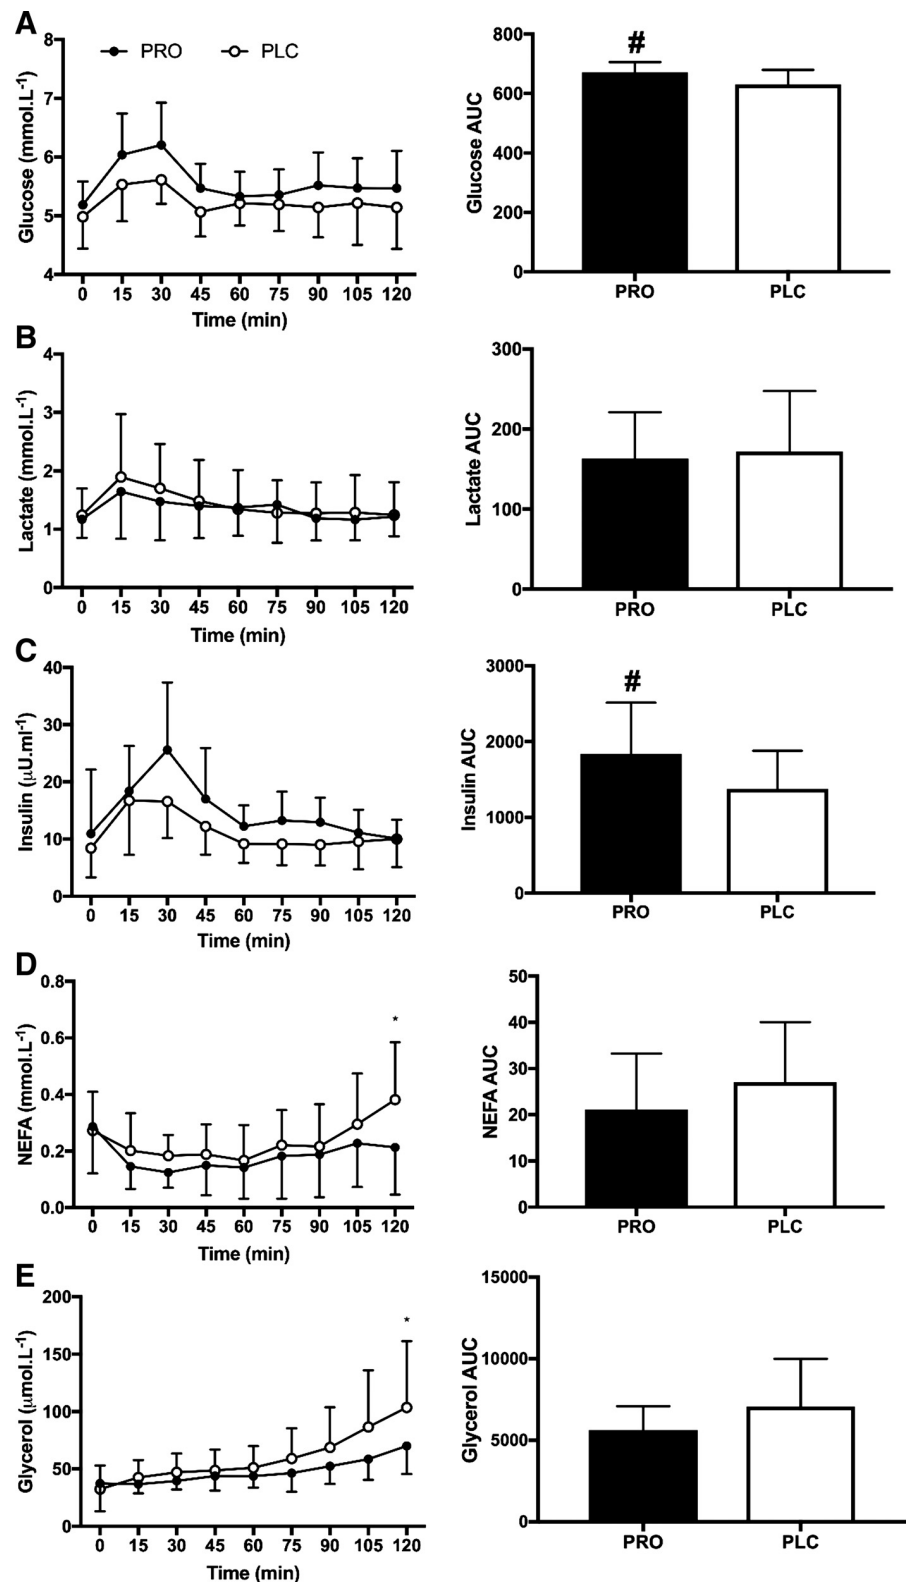 A
PRO PLC
Glucose (mmol.L-1)
8
7
6
5
4
0 15 30 45 60 75 90 105 120
Time (min)
#
Glucose AUC
800
600
400
200
0
PRO PLC
B
Lactate (mmol.L-1)
4
3
2
1
0
0 15 30 45 60 75 90 105 120
Time (min)
Lactate AUC
300
200
100
0
PRO PLC
C
Insulin (μU.ml-1)
40
30
20
10
0
0 15 30 45 60 75 90 105 120
Time (min)
#
Insulin AUC
3000
2000
1000
0
PRO PLC
D
NEFA (mmol.L-1)
0.8
0.6
0.4
0.2
0.0
*
0 15 30 45 60 75 90 105 120
Time (min)
NEFA AUC
50
40
30
20
10
0
PRO PLC
E
Glycerol (μmol.L-1)
200
150
100
50
0
*
0 15 30 45 60 75 90 105 120
Time (min)
Glycerol AUC
15000
10000
5000
0
PRO PLC